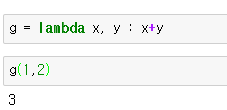 g = lambda x, y : x+y
g(1,2)
3